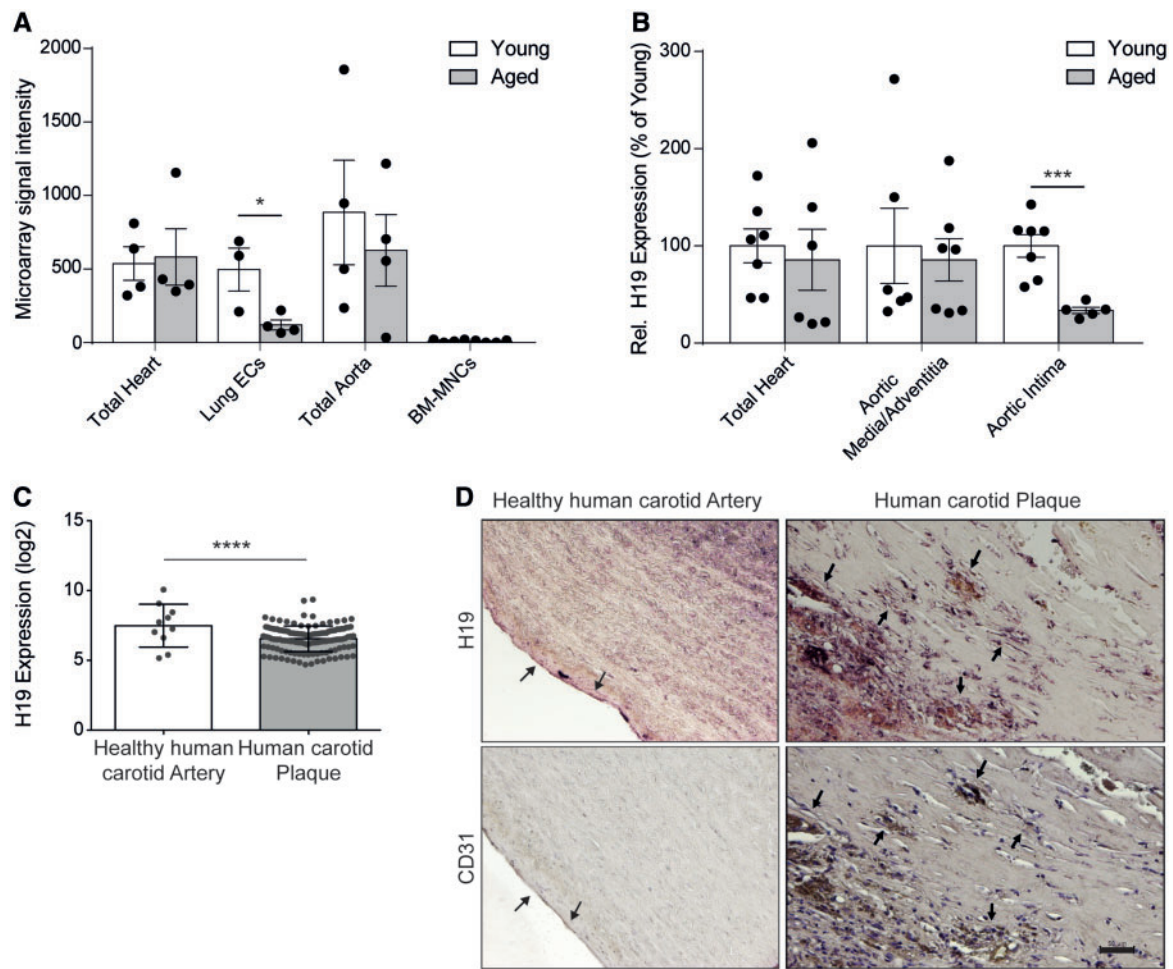 A
Microarray signal intensity
2000
1500
1000
500
0
Young
Aged
*
Total Heart
Lung ECs
Total Aorta
BM-MNCs
B
Rel. H19 Expression (% of Young)
300
200
100
0
Young
Aged
***
Total Heart
Aortic
Media/Adventitia
Aortic Intima
C
H19 Expression (log2)
15
10
5
0
****
Healthy human
carotid Artery
Human carotid
Plaque
D
Healthy human carotid Artery
Human carotid Plaque
H19
CD31